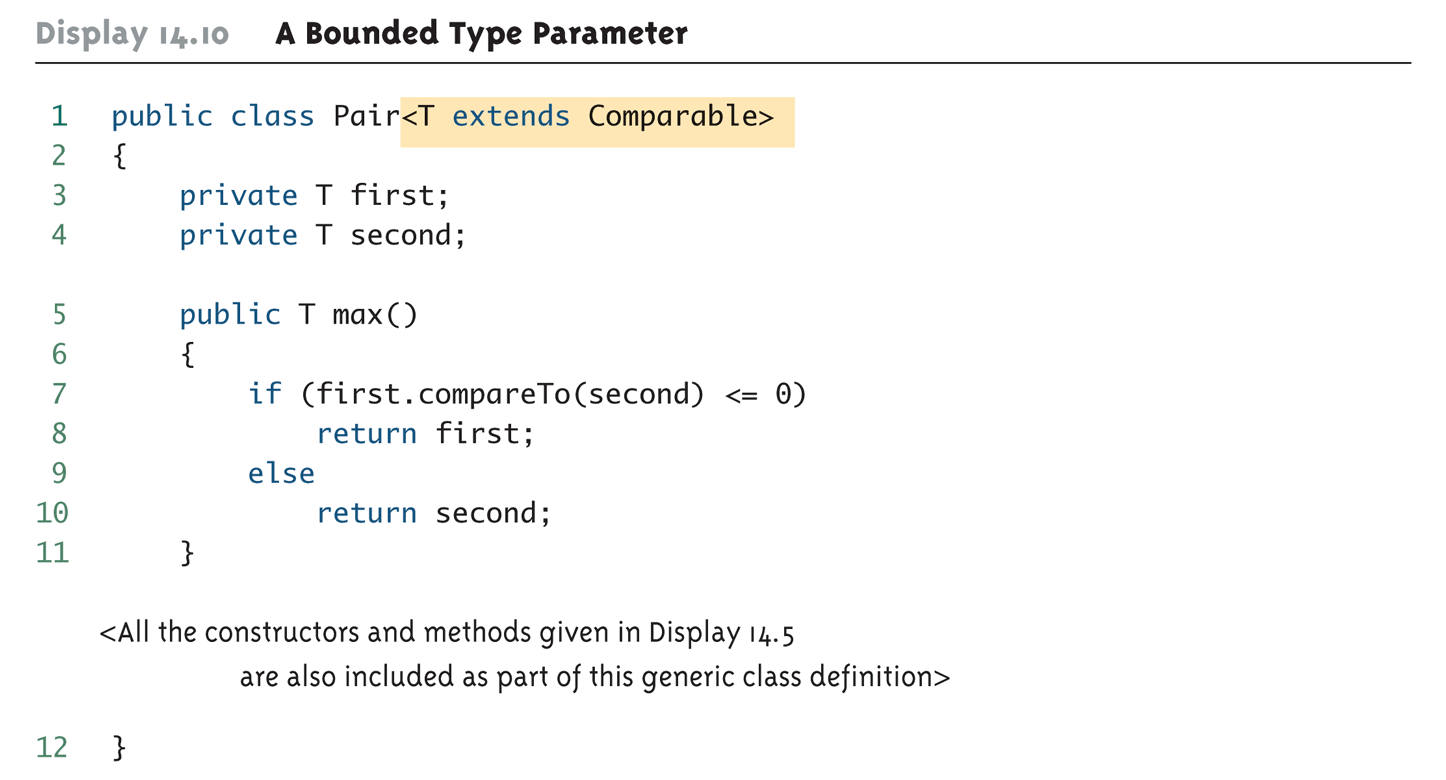 Display 14.10 A Bounded Type Parameter
1 public class Pair<T extends Comparable>
2 {
3     private T first;
4     private T second;
5     public T max()
6     {
7         if (first.compareTo(second) <= 0)
8             return first;
9         else
10             return second;
11     }
<All the constructors and methods given in Display 14.5
are also included as part of this generic class definition>
12 }